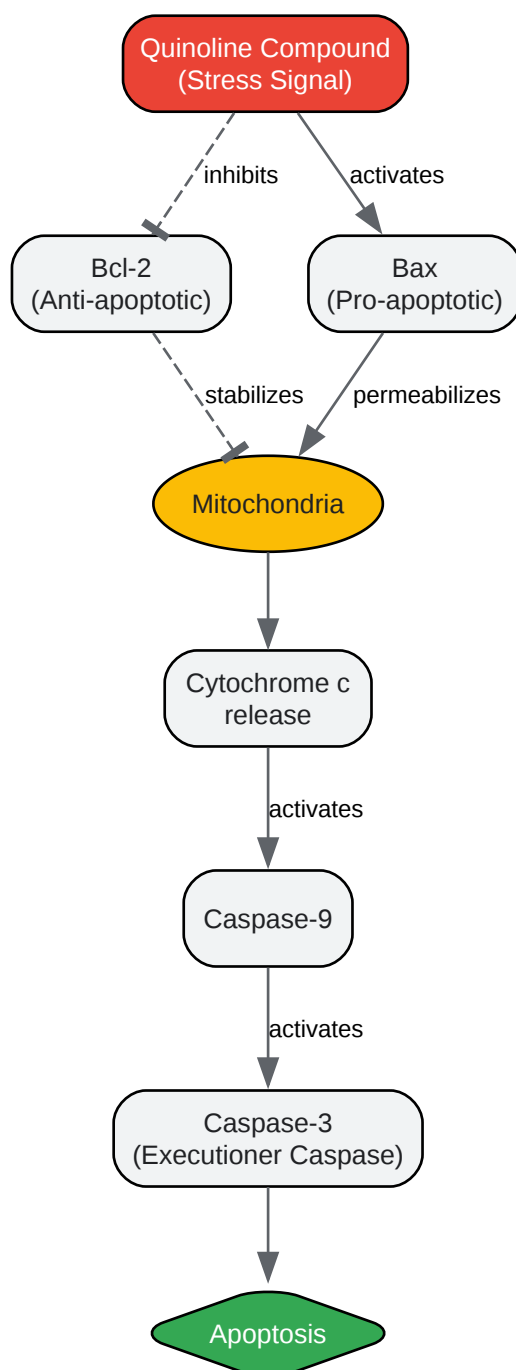 Quinoline Compound
(Stress Signal)
inhibits
activates
Bcl-2
(Anti-apoptotic)
Bax
(Pro-apoptotic)
stabilizes
permeabilizes
Mitochondria
Cytochrome c
release
activates
Caspase-9
activates
Caspase-3
(Executioner Caspase)
Apoptosis